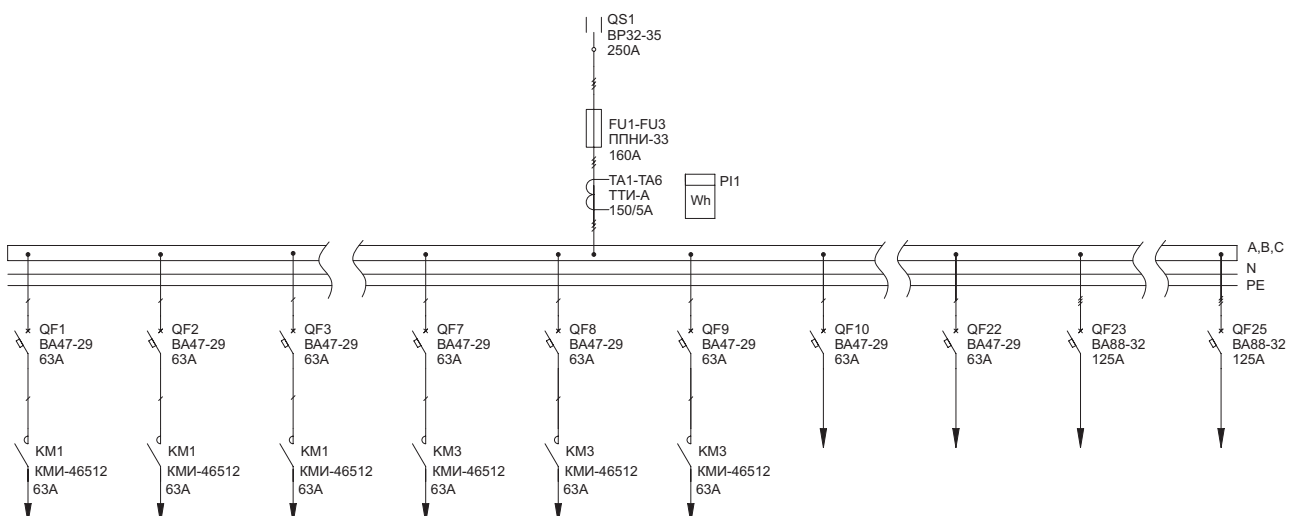 QS1
ВР32-35
250А
FU1-FU3
ППНИ-33
160А
ТА1-ТА6
ТТИ-А
150/5А
PI1
Wh
А,В,С
N
PE
QF1
ВА47-29
63А
QF2
ВА47-29
63А
QF3
ВА47-29
63А
QF7
ВА47-29
63А
QF8
ВА47-29
63А
QF9
ВА47-29
63А
QF10
ВА47-29
63А
QF22
ВА47-29
63А
QF23
ВА88-32
125А
QF25
ВА88-32
125А
КМ1
КМИ-46512
63А
КМ1
КМИ-46512
63А
КМ1
КМИ-46512
63А
КМ3
КМИ-46512
63А
КМ3
КМИ-46512
63А
КМ3
КМИ-46512
63А